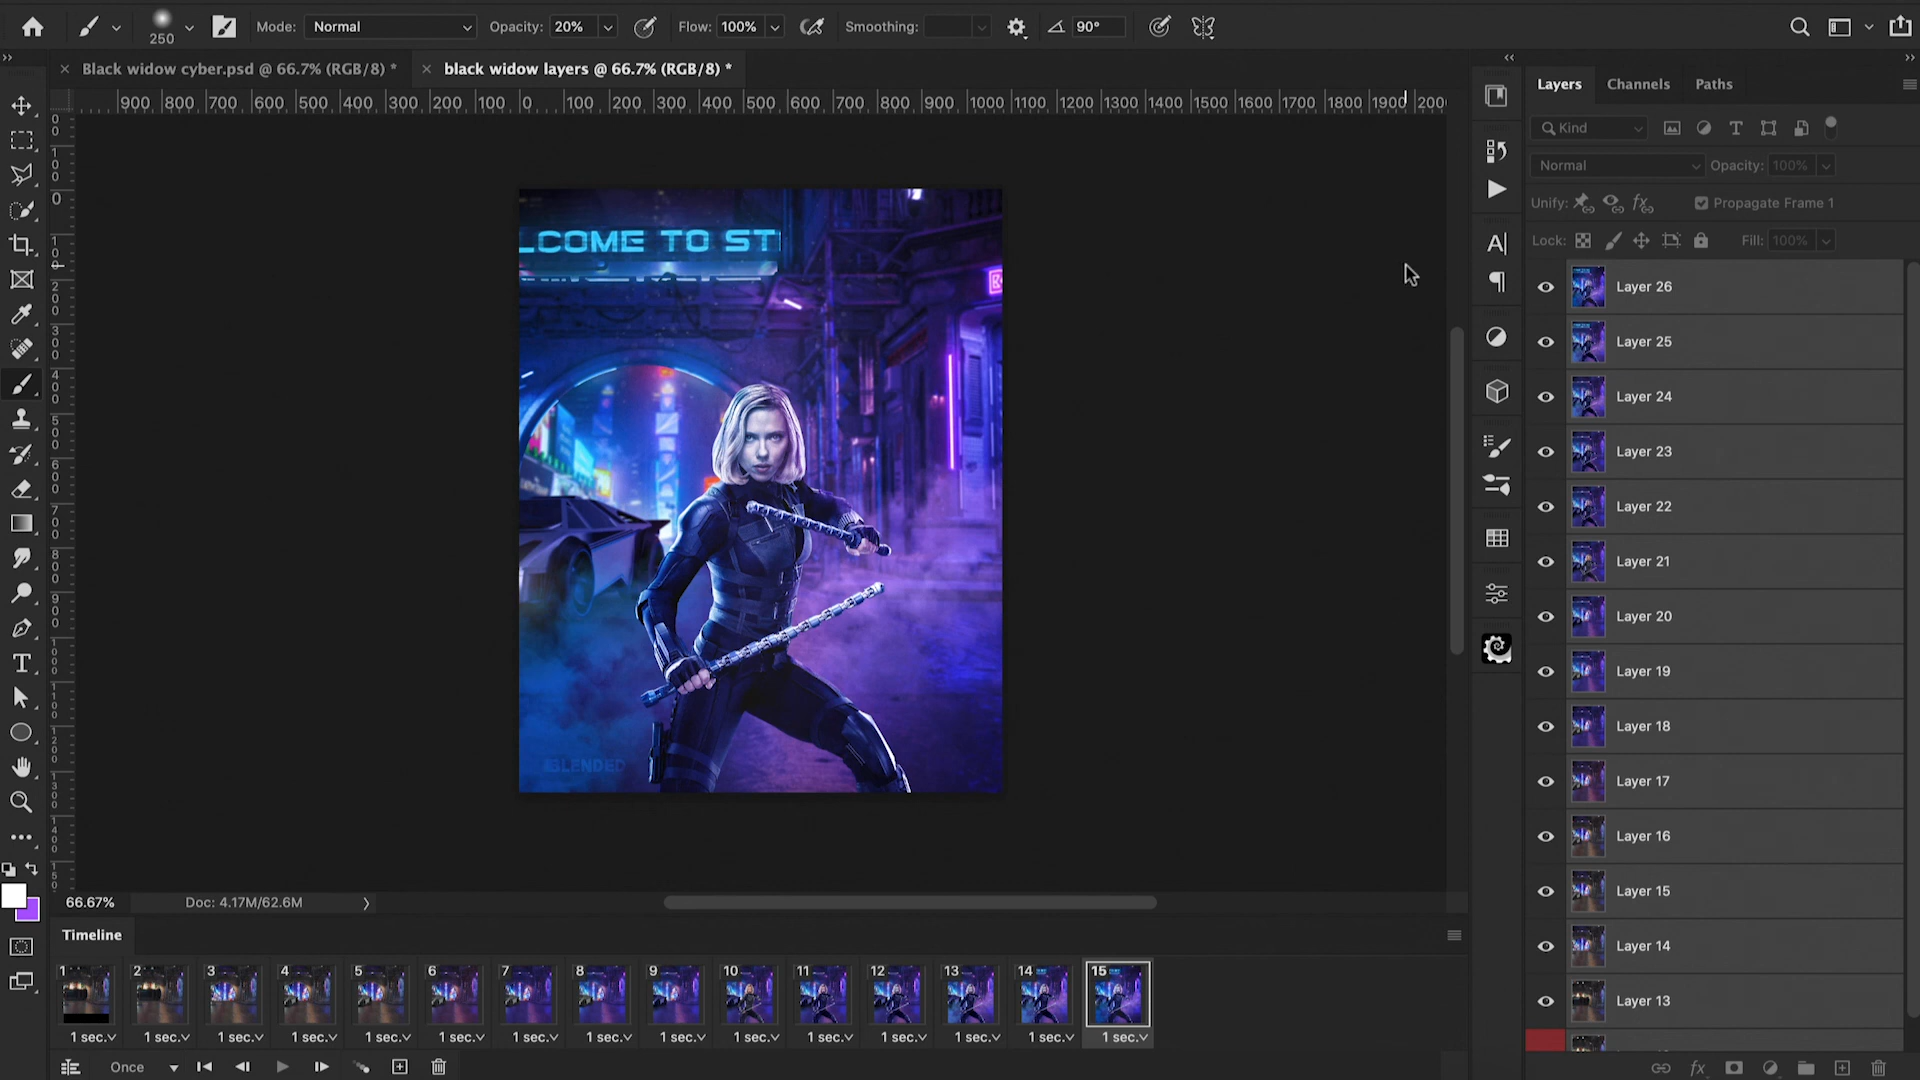 250
Mode: Normal Opacity: 20% Flow: 100% Smoothing: 90°
Black widow cyber.psd @ 66.7% (RGB/8) *
black widow layers @ 66.7% (RGB/8) *
900 800 700 600 500 400 300 200 100 0 100 200 300 400 500 600 700 800 900 1000 1100 1200 1300 1400 1500 1600 1700 1800 1900
LCOME TO ST
BLENDED
Layers Channels Paths
Kind
Normal Opacity: 100%
Unify: Propagate Frame 1
Lock: Fill: 100%
Layer 26
Layer 25
Layer 24
Layer 23
Layer 22
Layer 21
Layer 20
Layer 19
Layer 18
Layer 17
Layer 16
Layer 15
Layer 14
Layer 13
66.67% Doc: 4.17M/62.6M
Timeline
1 2 3 4 5 6 7 8 9 10 11 12 13 14 15
1 sec. 1 sec. 1 sec. 1 sec. 1 sec. 1 sec. 1 sec. 1 sec. 1 sec. 1 sec. 1 sec. 1 sec. 1 sec. 1 sec. 1 sec.
Once